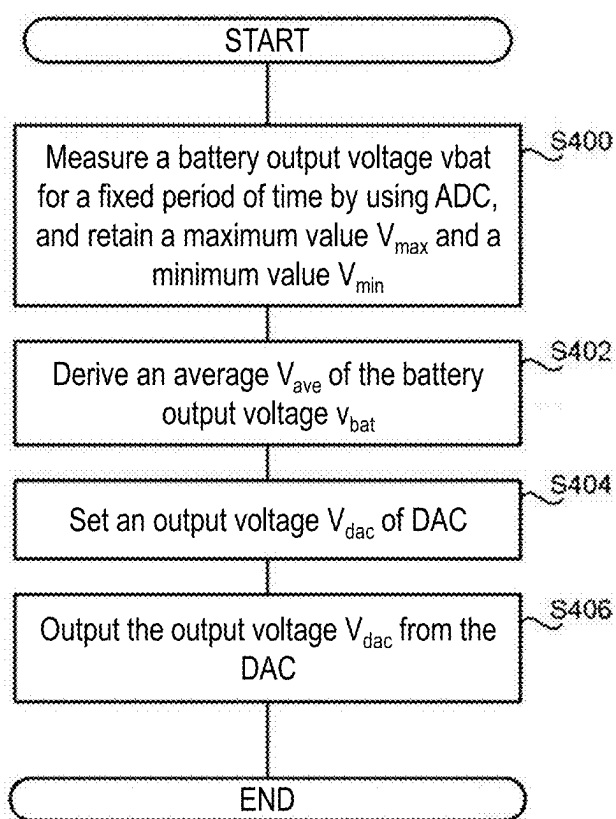 START
S400
Measure a battery output voltage vbat
for a fixed period of time by using ADC,
and retain a maximum value Vmax and a
minimum value Vmin
S402
Derive an average Vave of the battery
output voltage vbat
S404
Set an output voltage Vdac of DAC
S406
Output the output voltage Vdac from the
DAC
END